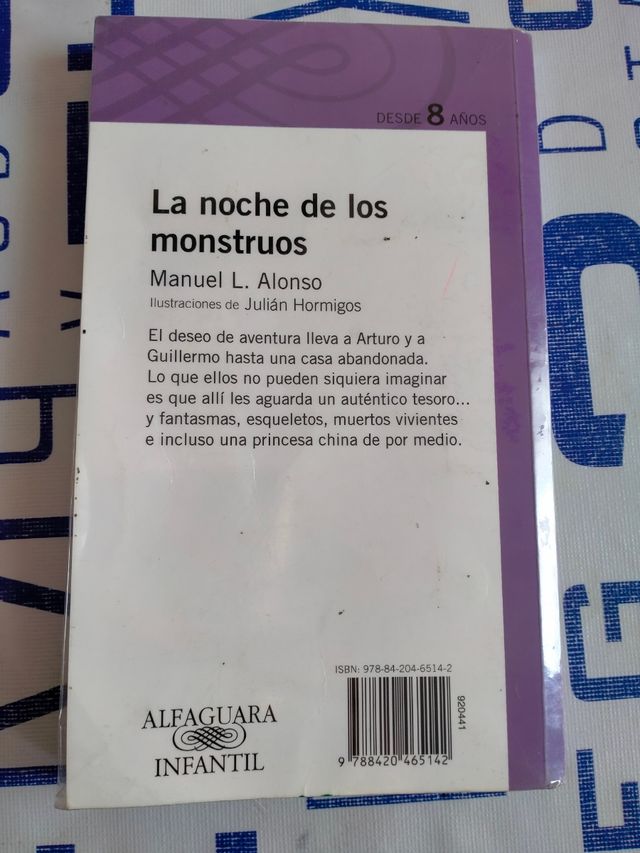 DESDE 8 AÑOS
La noche de los
monstruos
Manuel L. Alonso
Ilustraciones de Julián Hormigos
El deseo de aventura lleva a Arturo y a
Guillermo hasta una casa abandonada.
Lo que ellos no pueden siquiera imaginar
es que allí les aguarda un auténtico tesoro...
y fantasmas, esqueletos, muertos vivientes
e incluso una princesa china de por medio.
ISBN: 978-84-204-6514-2
920441
9 788420 465142
ALFAGUARA
INFANTIL